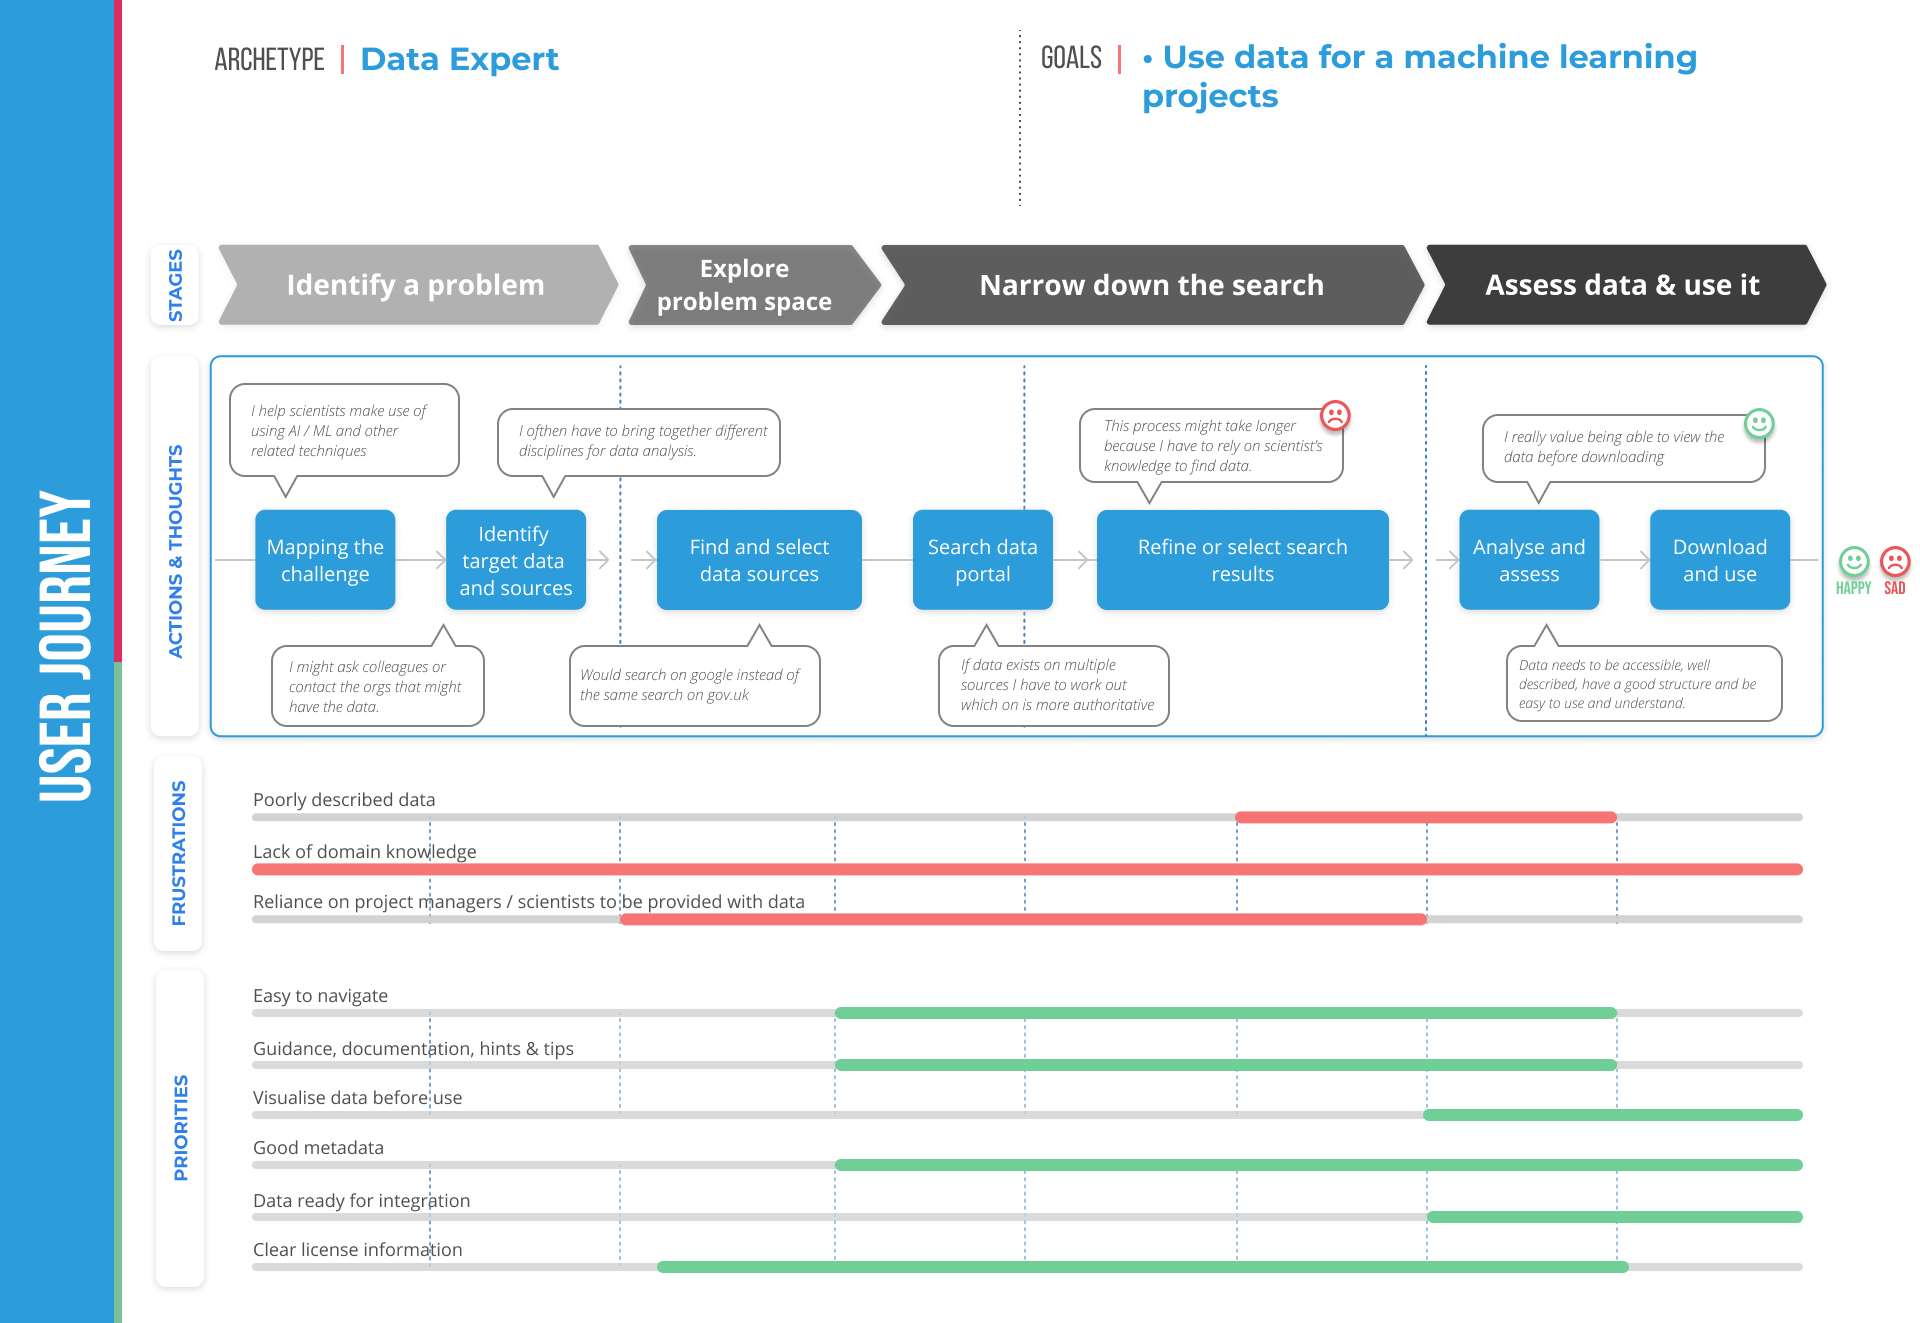 USER JOURNEY
ARCHETYPE | Data Expert
GOALS | • Use data for a machine learning
projects
STAGES
Identify a problem
Explore
problem space
Narrow down the search
Assess data & use it
ACTIONS & THOUGHTS
I help scientists make use of
using AI / ML and other
related techniques
I ofthen have to bring together different
disciplines for data analysis.
This process might take longer
because I have to rely on scientist's
knowledge to find data.
I really value being able to view the
data before downloading
Mapping the
challenge
Identify
target data
and sources
Find and select
data sources
Search data
portal
Refine or select search
results
Analyse and
assess
Download
and use
HAPPY
SAD
I might ask colleagues or
contact the orgs that might
have the data.
Would search on google instead of
the same search on gov.uk
If data exists on multiple
sources I have to work out
which on is more authoritative
Data needs to be accessible, well
described, have a good structure and be
easy to use and understand.
FRUSTRATIONS
Poorly described data
Lack of domain knowledge
Reliance on project managers / scientists to be provided with data
PRIORITIES
Easy to navigate
Guidance, documentation, hints & tips
Visualise data before use
Good metadata
Data ready for integration
Clear license information